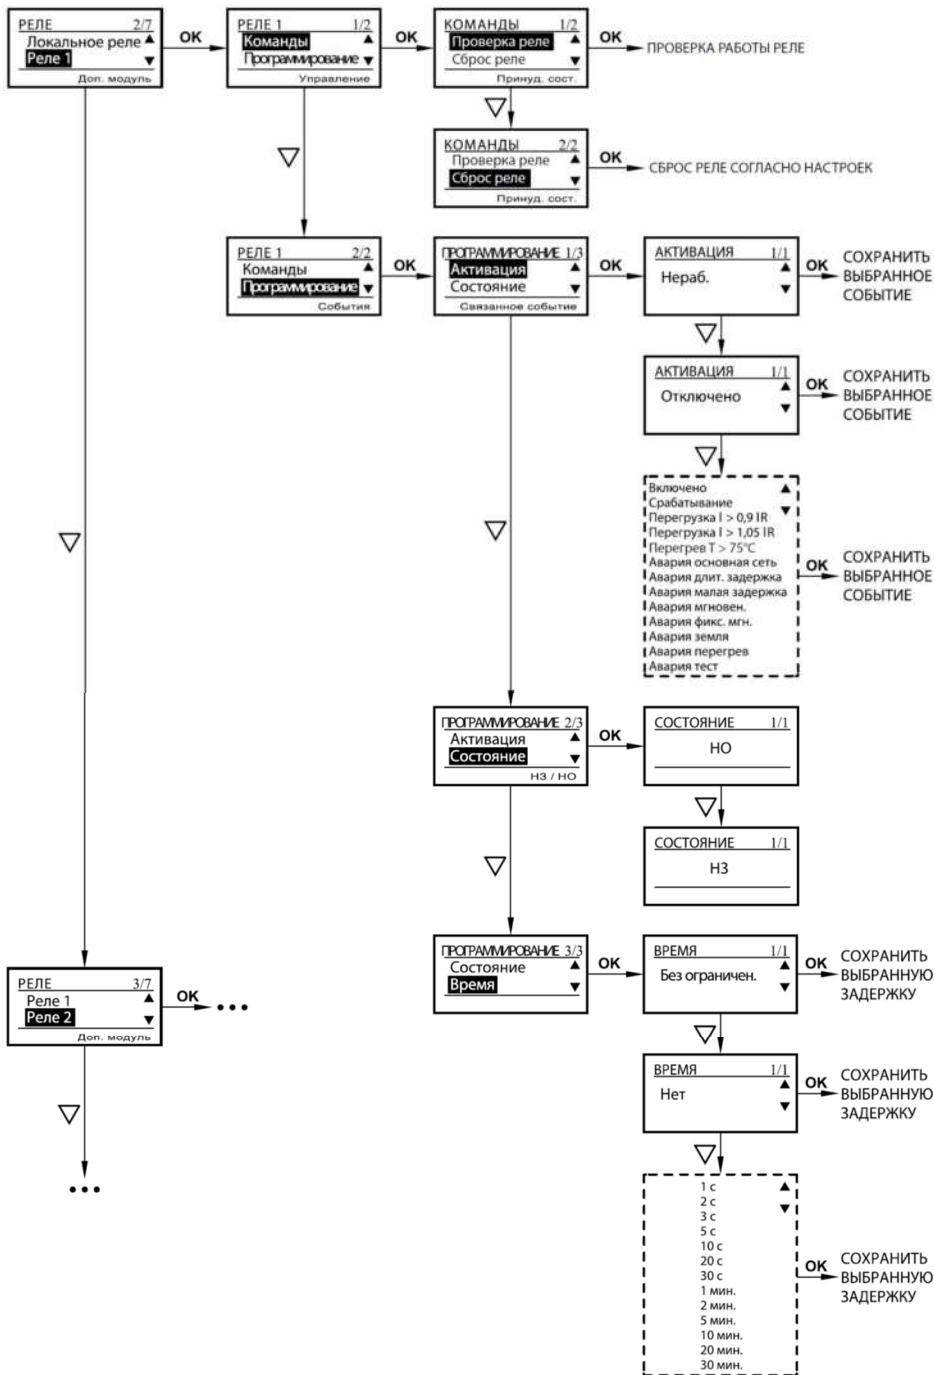 РЕЛЕ 2/7
Локальное реле
Реле 1
Доп. модуль
OK
РЕЛЕ 1 1/2
Команды
Программирование
Управление
OK
КОМАНДЫ 1/2
Проверка реле
Сброс реле
Принуд. сост.
OK
ПРОВЕРКА РАБОТЫ РЕЛЕ
КОМАНДЫ 2/2
Проверка реле
Сброс реле
Принуд. сост.
OK
СБРОС РЕЛЕ СОГЛАСНО НАСТРОЕК
РЕЛЕ 1 2/2
Команды
Программирование
События
OK
ПРОГРАММИРОВАНИЕ 1/3
Активация
Состояние
Связанное событие
OK
АКТИВАЦИЯ 1/1
Нераб.
OK
СОХРАНИТЬ
ВЫБРАННОЕ
СОБЫТИЕ
АКТИВАЦИЯ 1/1
Отключено
OK
СОХРАНИТЬ
ВЫБРАННОЕ
СОБЫТИЕ
Включено
Срабатывание
Перегрузка I > 0,9 IR
Перегрузка I > 1,05 IR
Перегрев T > 75°C
Авария основная сеть
Авария длит. задержка
Авария малая задержка
Авария мгновен.
Авария фикс. мгн.
Авария земля
Авария перегрев
Авария тест
OK
СОХРАНИТЬ
ВЫБРАННОЕ
СОБЫТИЕ
ПРОГРАММИРОВАНИЕ 2/3
Активация
Состояние
НЗ / НО
OK
СОСТОЯНИЕ 1/1
НО
СОСТОЯНИЕ 1/1
НЗ
ПРОГРАММИРОВАНИЕ 3/3
Состояние
Время
OK
ВРЕМЯ 1/1
Без ограничен.
OK
СОХРАНИТЬ
ВЫБРАННУЮ
ЗАДЕРЖКУ
РЕЛЕ 3/7
Реле 1
Реле 2
Доп. модуль
OK
•••
ВРЕМЯ 1/1
Нет
OK
СОХРАНИТЬ
ВЫБРАННУЮ
ЗАДЕРЖКУ
•••
1 с
2 с
3 с
5 с
10 с
20 с
30 с
1 мин.
2 мин.
5 мин.
10 мин.
20 мин.
30 мин.
OK
СОХРАНИТЬ
ВЫБРАННУЮ
ЗАДЕРЖКУ